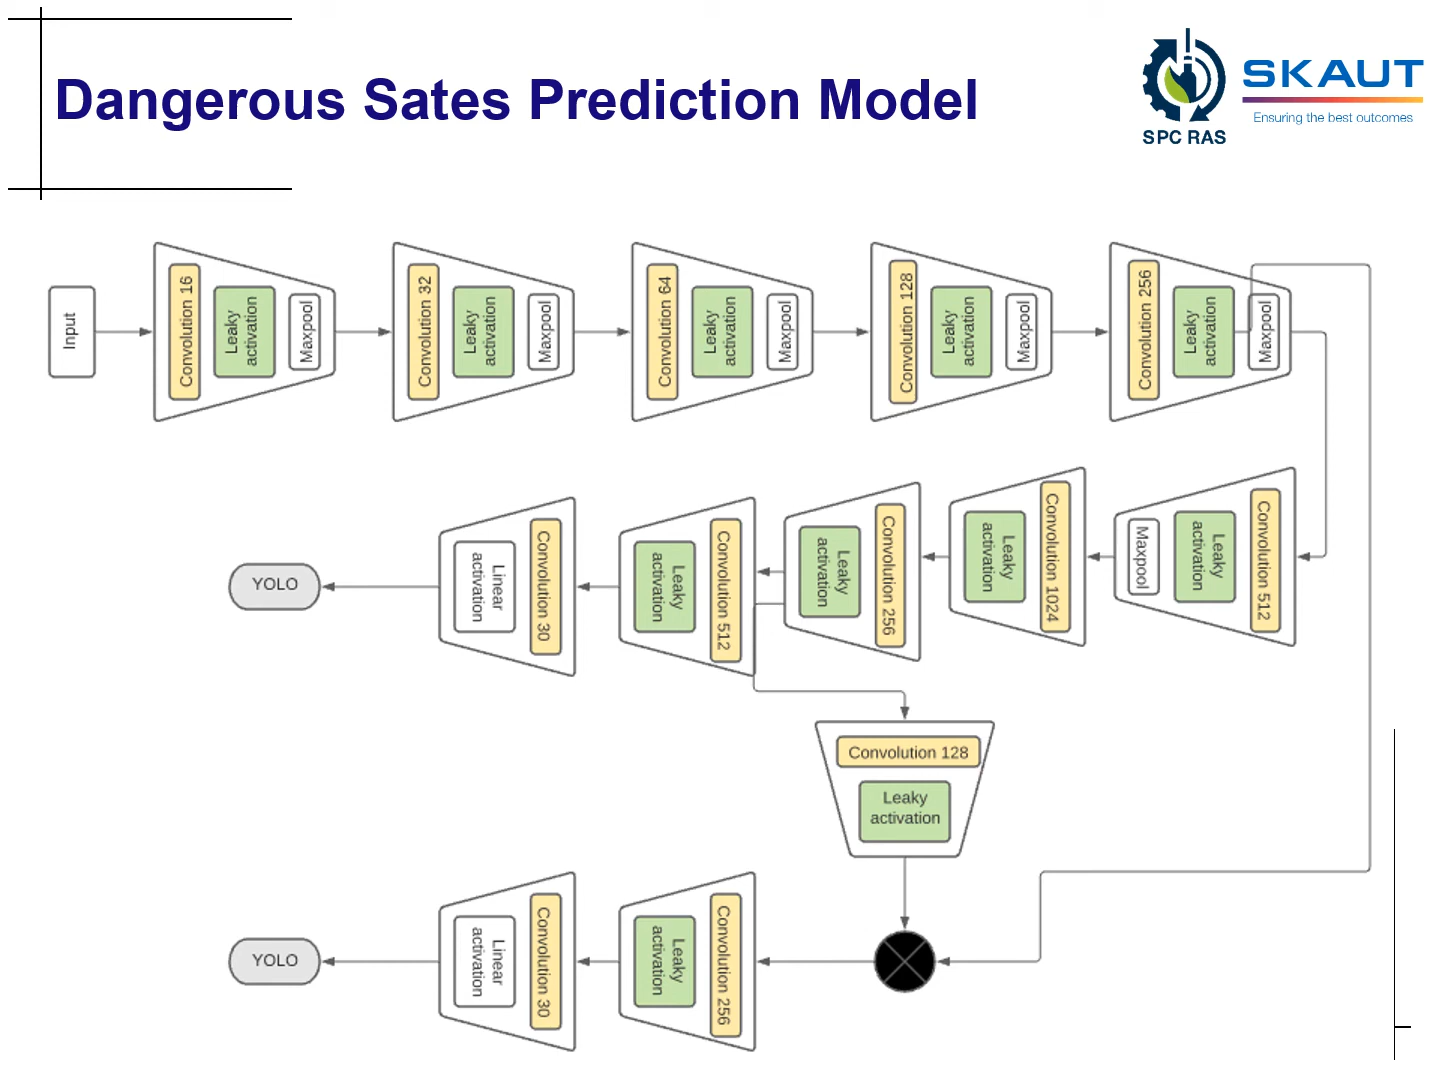 Dangerous Sates Prediction Model
SPC RAS
SKAUT
Ensuring the best outcomes
Input
Convolution 16
Leaky
activation
Maxpool
Convolution 32
Leaky
activation
Maxpool
Convolution 64
Leaky
activation
Maxpool
Convolution 128
Leaky
activation
Maxpool
Convolution 256
Leaky
activation
Maxpool
Convolution 512
Leaky
activation
Maxpool
Convolution 1024
Leaky
activation
Convolution 256
Leaky
activation
Convolution 512
Leaky
activation
Convolution 30
Linear
activation
YOLO
Convolution 128
Leaky
activation
Convolution 256
Leaky
activation
Convolution 30
Linear
activation
YOLO